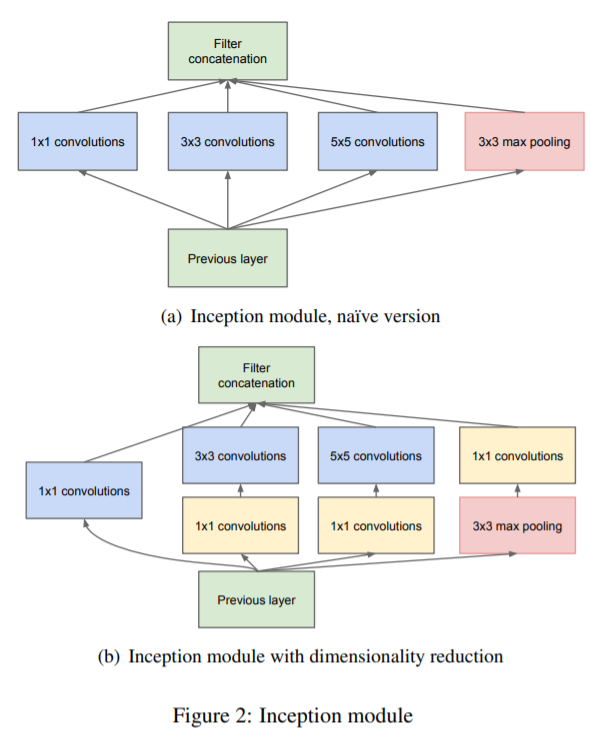 Filter
concatenation
1x1 convolutions
3x3 convolutions
5x5 convolutions
3x3 max pooling
Previous layer
(a) Inception module, naïve version
Filter
concatenation
3x3 convolutions
5x5 convolutions
1x1 convolutions
1x1 convolutions
1x1 convolutions
1x1 convolutions
3x3 max pooling
Previous layer
(b) Inception module with dimensionality reduction
Figure 2: Inception module